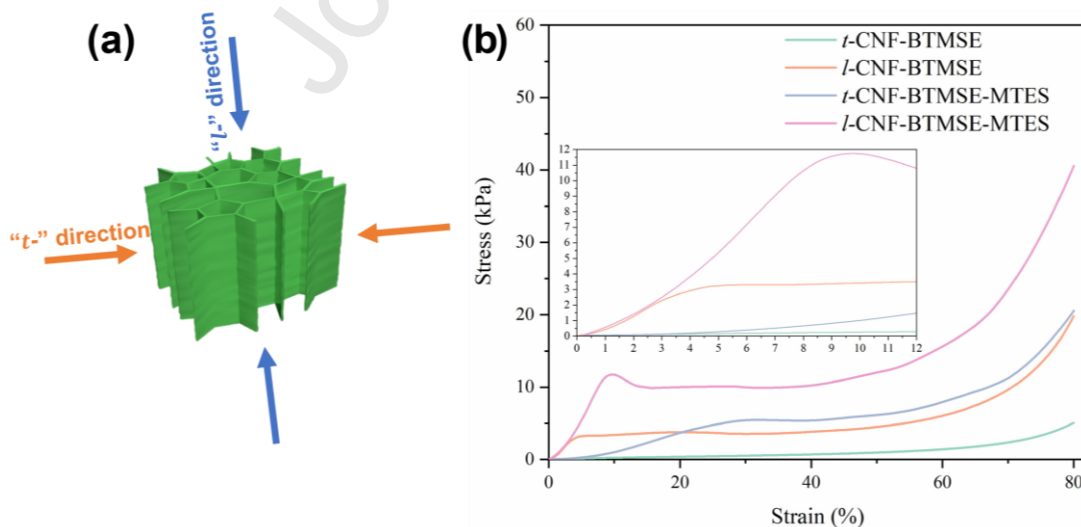 Jo
(a)
"l-" direction
"t-" direction
(b)
t-CNF-BTMSE
l-CNF-BTMSE
t-CNF-BTMSE-MTES
l-CNF-BTMSE-MTES
Stress (kPa)
60
50
40
30
20
10
0
12
11
10
9
8
7
6
5
4
3
2
1
0
0 1 2 3 4 5 6 7 8 9 10 11 12
0 20 40 60 80
Strain (%)